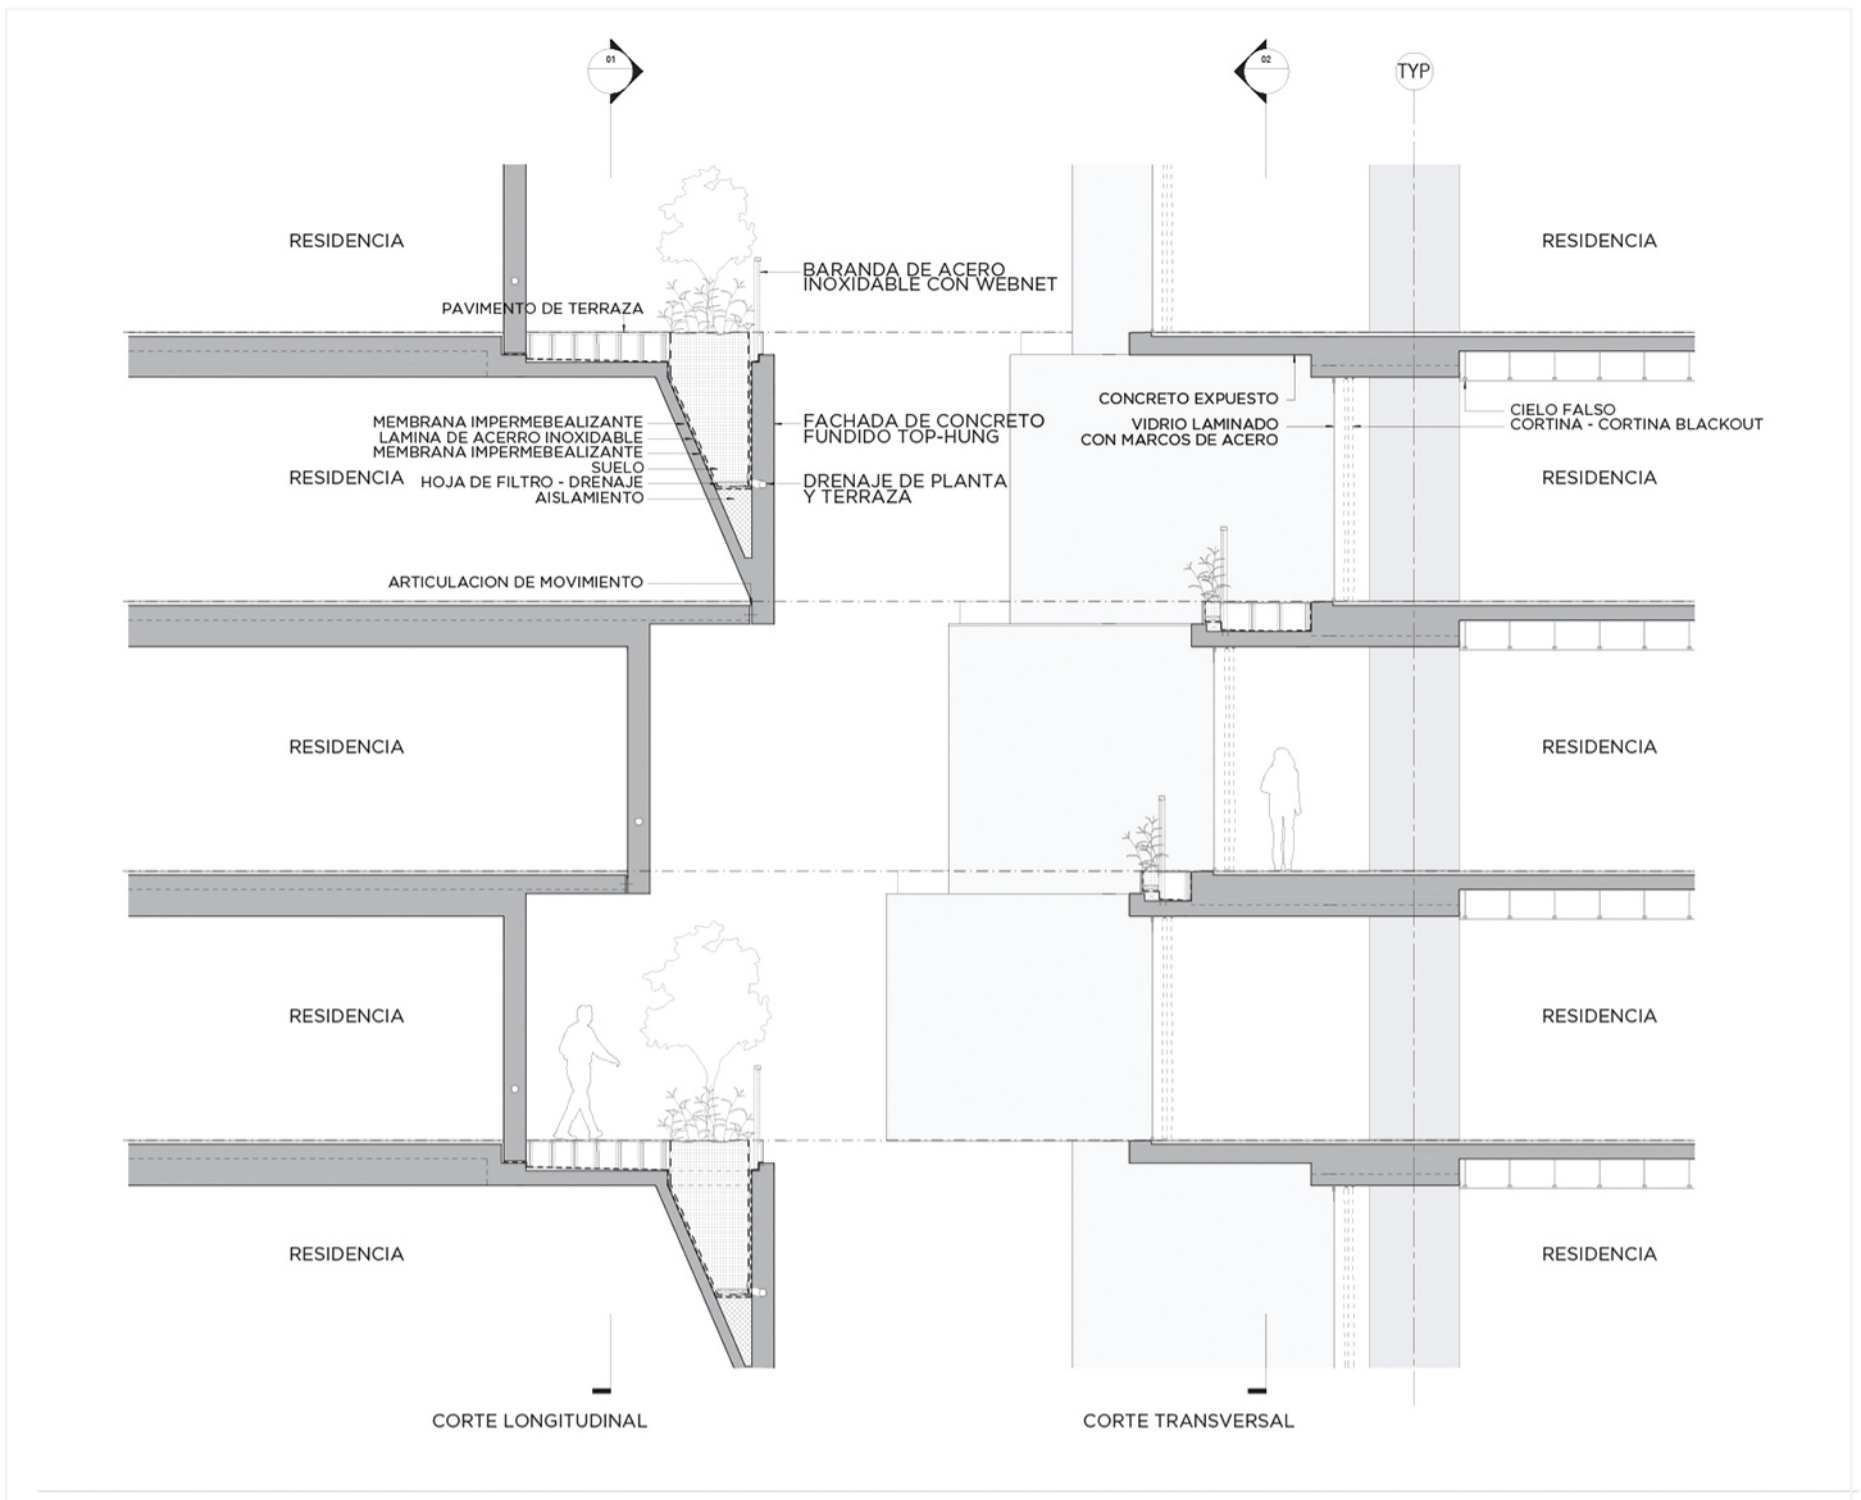 01
02
TYP
RESIDENCIA
RESIDENCIA
BARANDA DE ACERO
INOXIDABLE CON WEBNET
PAVIMENTO DE TERRAZA
CONCRETO EXPUESTO
VIDRIO LAMINADO
CON MARCOS DE ACERO
CIELO FALSO
CORTINA - CORTINA BLACKOUT
MEMBRANA IMPERMEBEALIZANTE
LAMINA DE ACERRO INOXIDABLE
MEMBRANA IMPERMEBEALIZANTE
SUELO
HOJA DE FILTRO - DRENAJE
AISLAMIENTO
FACHADA DE CONCRETO
FUNDIDO TOP-HUNG
DRENAJE DE PLANTA
Y TERRAZA
RESIDENCIA
RESIDENCIA
ARTICULACION DE MOVIMIENTO
RESIDENCIA
RESIDENCIA
RESIDENCIA
RESIDENCIA
RESIDENCIA
RESIDENCIA
CORTE LONGITUDINAL
CORTE TRANSVERSAL